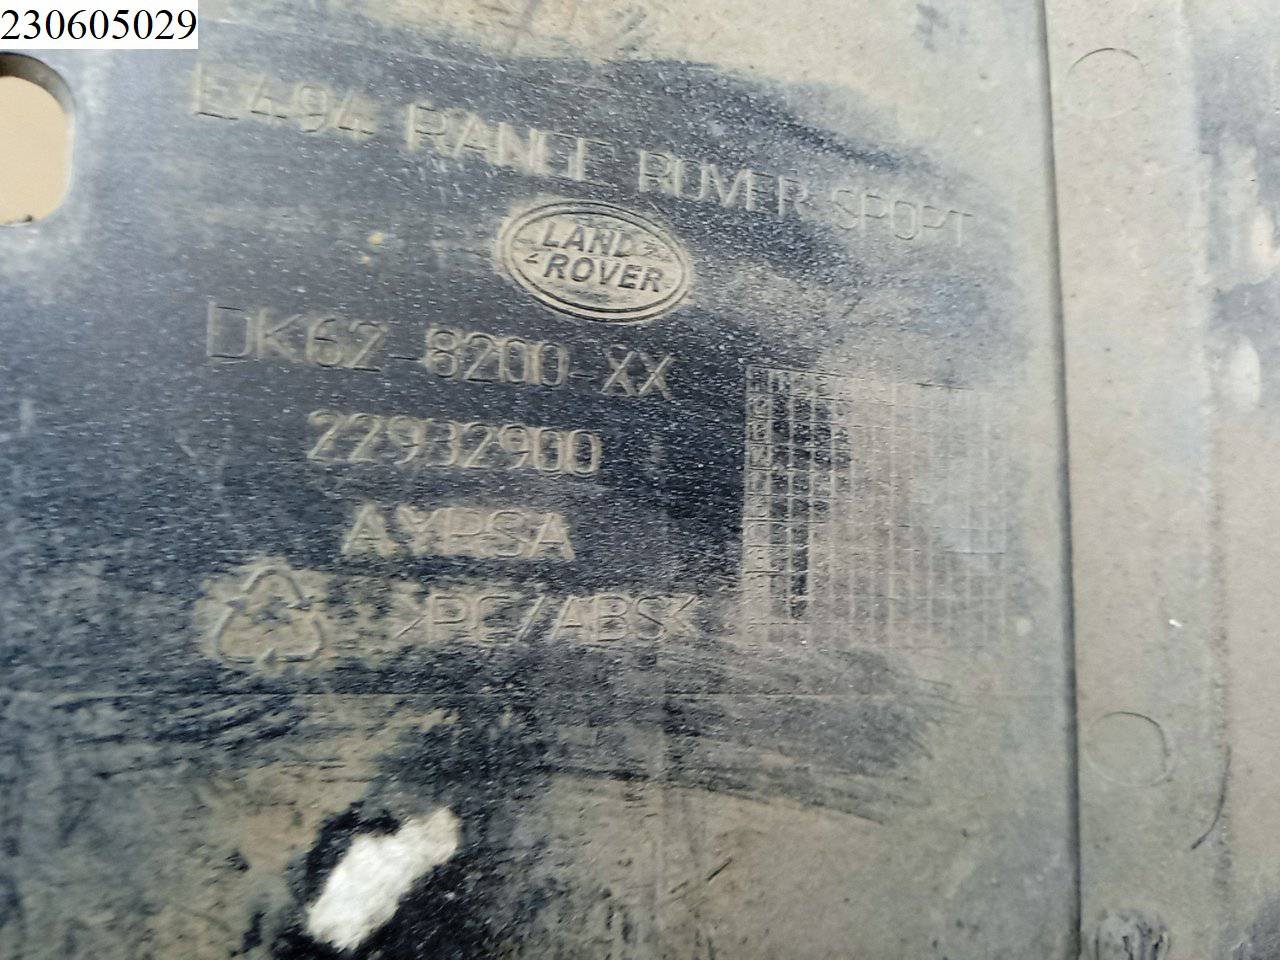 230605029
L494 RANGE ROVER SPORT
LAND
ROVER
DK62-8200-XX
22932900
AYPSA
>PC/ABS<